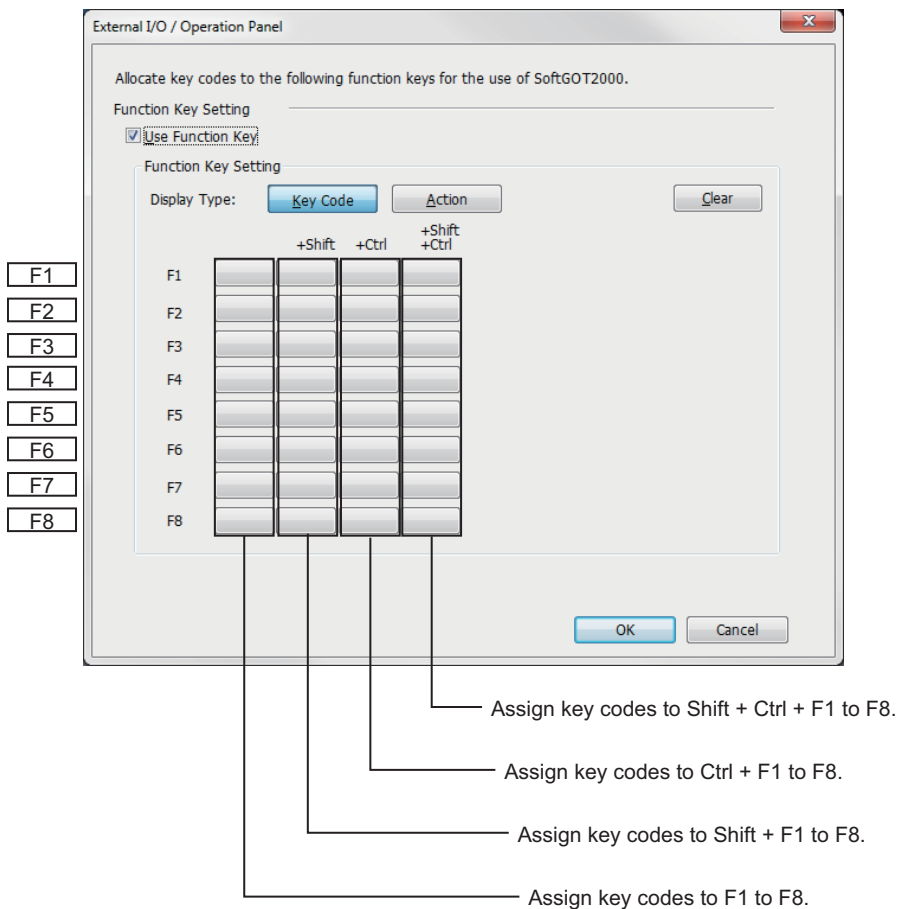 External I/O / Operation Panel
Allocate key codes to the following function keys for the use of SoftGOT2000.
Function Key Setting
Use Function Key
Function Key Setting
Display Type: Key Code Action Clear
+Shift +Ctrl +Shift
+Ctrl
F1 F1
F2 F2
F3 F3
F4 F4
F5 F5
F6 F6
F7 F7
F8 F8
OK Cancel
Assign key codes to Shift + Ctrl + F1 to F8.
Assign key codes to Ctrl + F1 to F8.
Assign key codes to Shift + F1 to F8.
Assign key codes to F1 to F8.